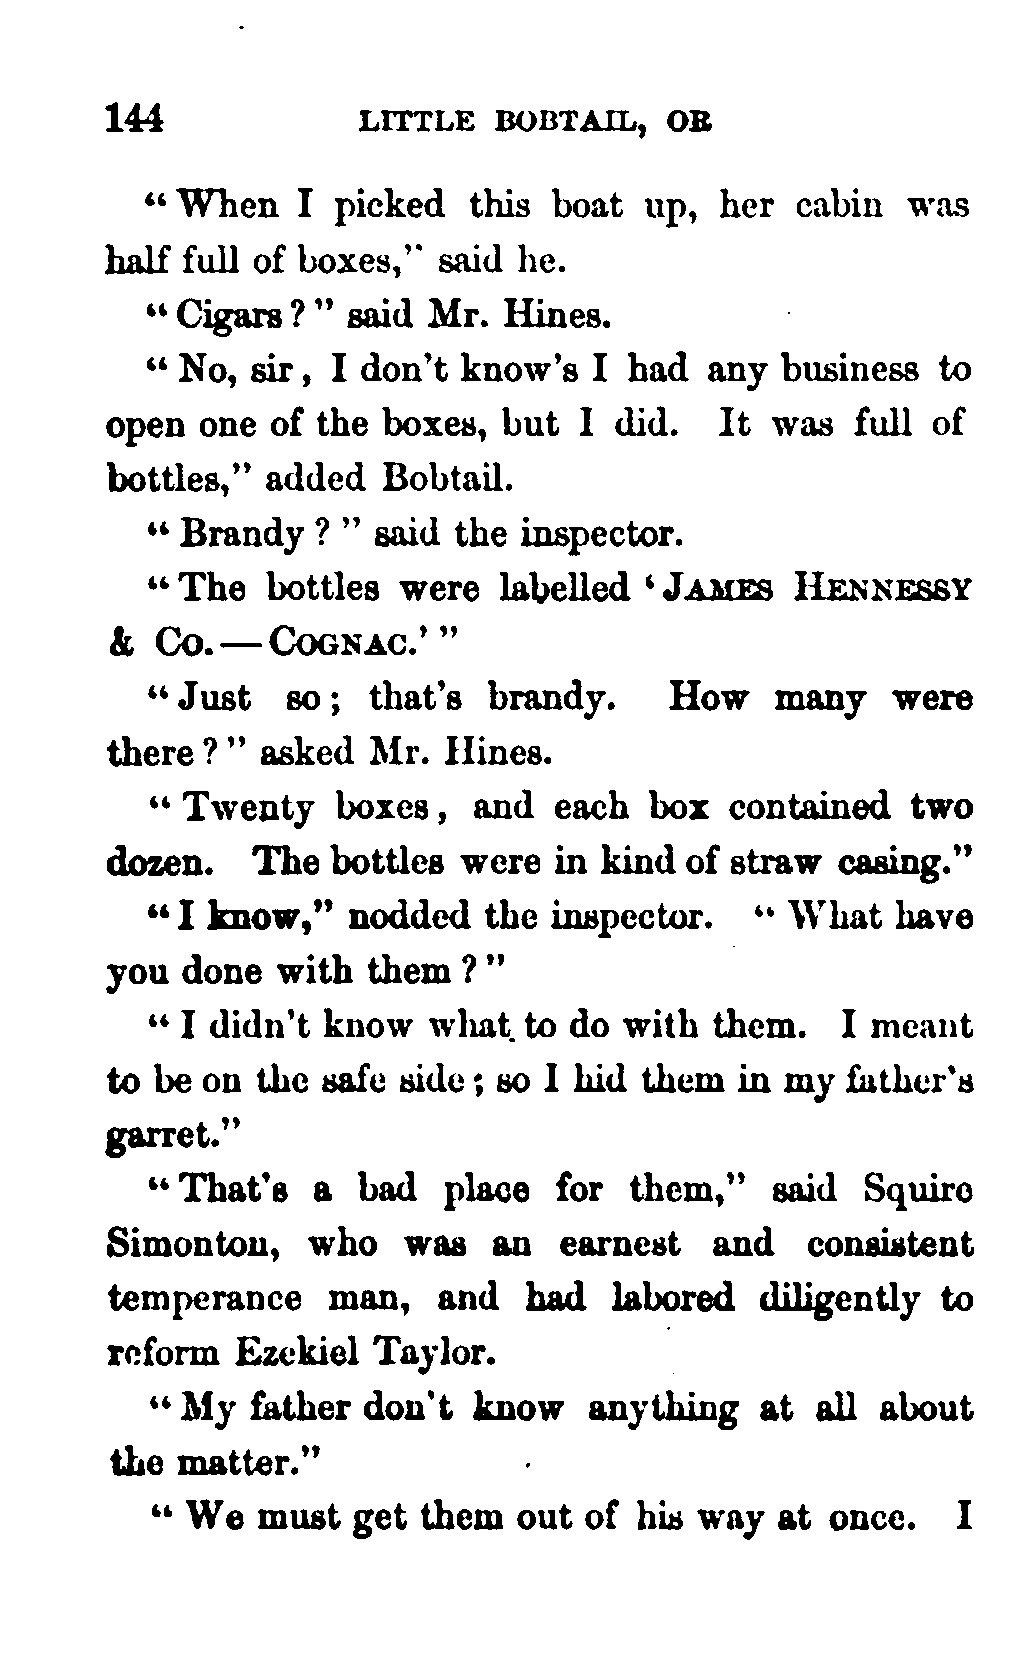 144 LITTLE BOBTAIL, OR
“When I picked this boat up, her cabin was
half full of boxes,” said he.
“Cigars?” said Mr. Hines.
“No, sir, I don’t know’s I had any business to
open one of the boxes, but I did. It was full of
bottles,” added Bobtail.
“Brandy?” said the inspector.
“The bottles were labelled ‘JAMES HENNESSY
& CO.—COGNAC.’”
“Just so; that’s brandy. How many were
there?” asked Mr. Hines.
“Twenty boxes, and each box contained two
dozen. The bottles were in kind of straw casing.”
“I know,” nodded the inspector. “What have
you done with them?”
“I didn’t know what to do with them. I meant
to be on the safe side; so I hid them in my father’s
garret.”
“That’s a bad place for them,” said Squire
Simonton, who was an earnest and consistent
temperance man, and had labored diligently to
reform Ezekiel Taylor.
“My father don’t know anything at all about
the matter.”
“We must get them out of his way at once. I